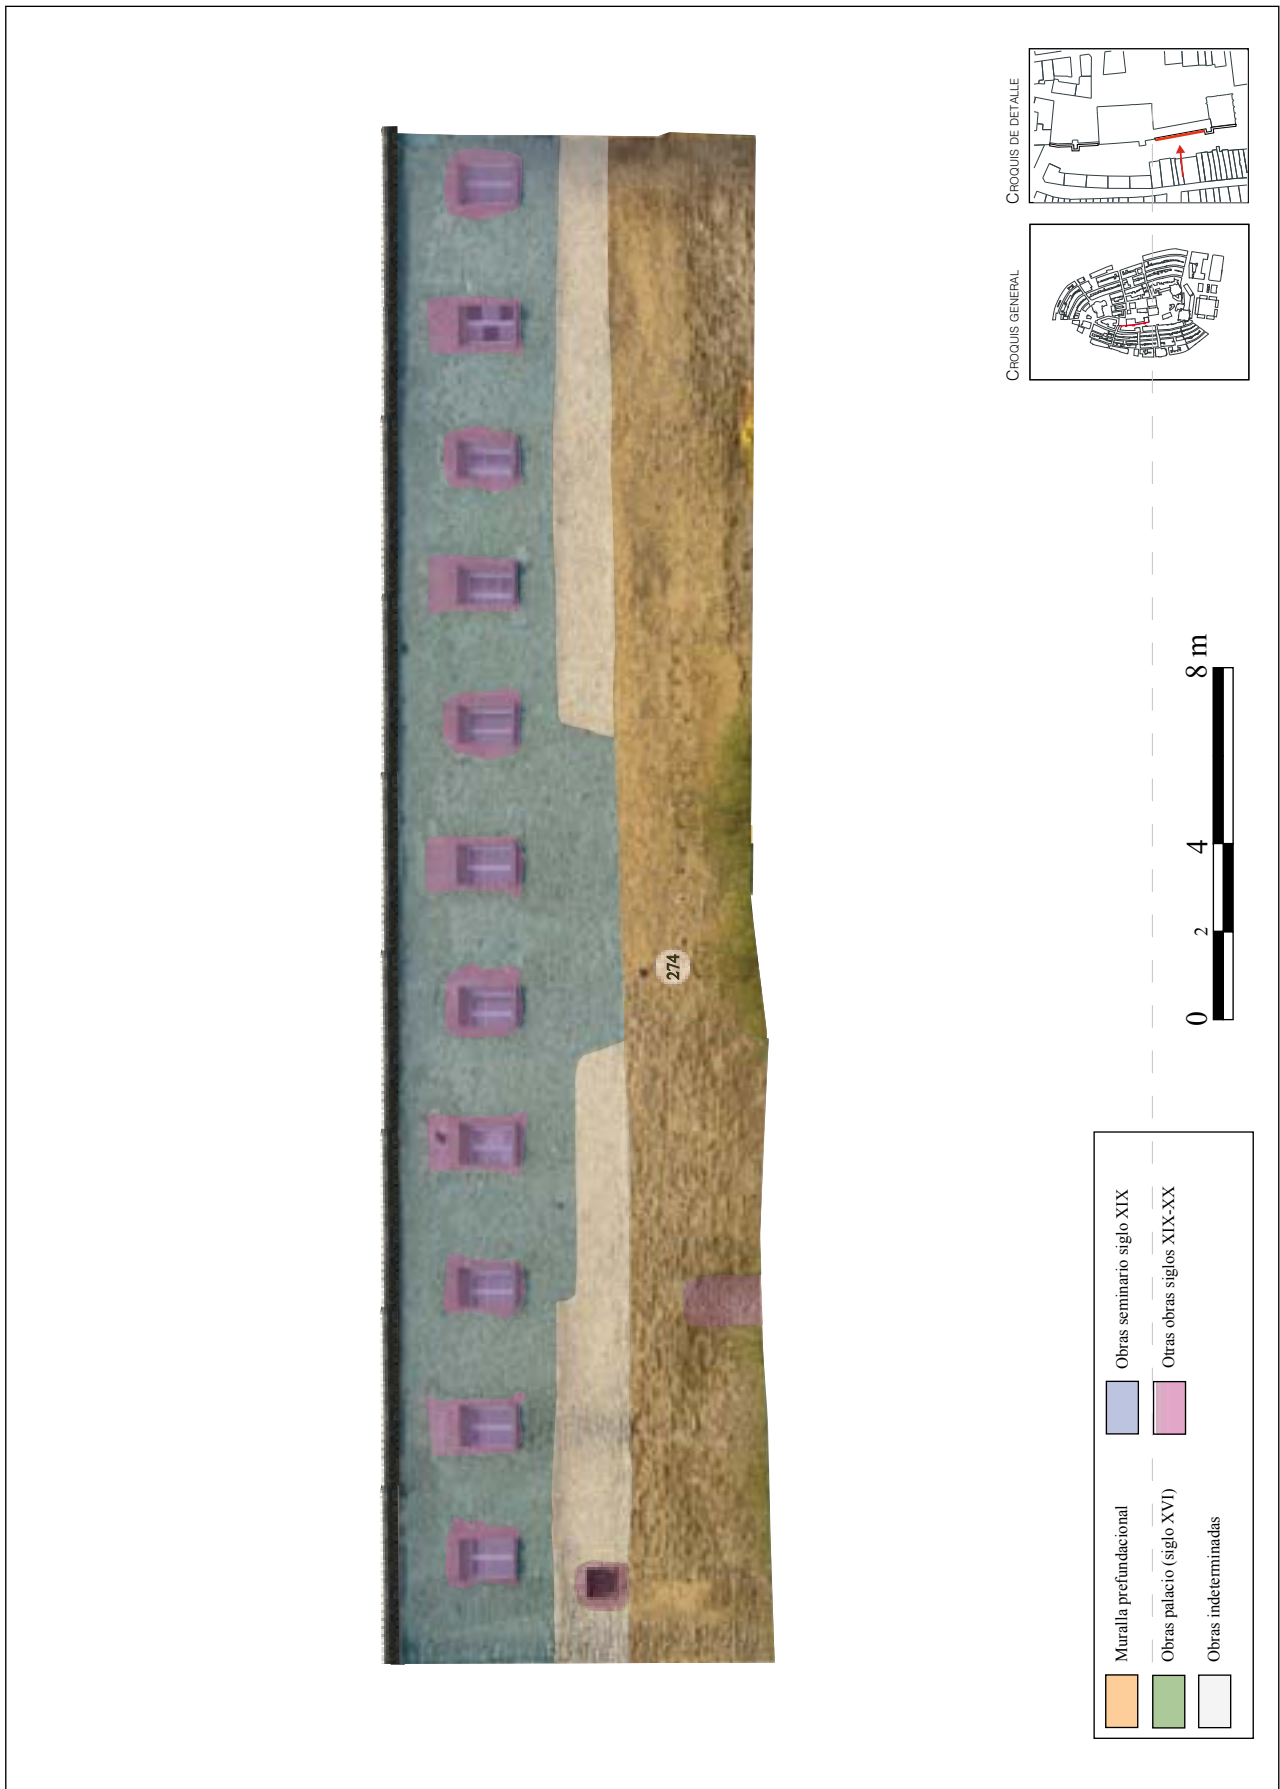 CROQUIS DE DETALLE
CROQUIS GENERAL
274
0 2 4 8 m
Muralla prefundacional
Obras palacio (siglo XVI)
Obras indeterminadas
Obras seminario siglo XIX
Otras obras siglos XIX-XX